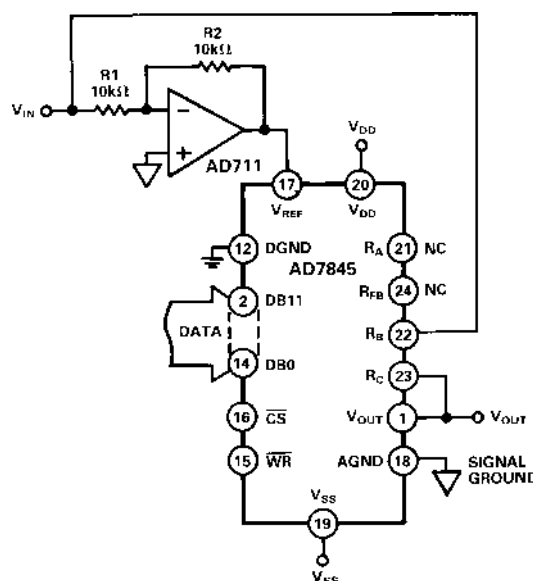 R2
10kΩ
R1
10kΩ
VIN
−
+
AD711
VDD
17
20
VREF
VDD
12
DGND
AD7845
RA
21
NC
RFB
24
NC
2
DB11
DATA
RB
22
14
DB0
RC
23
16
CS
VOUT
1
VOUT
15
WR
AGND
18
SIGNAL
GROUND
VSS
19
VSS